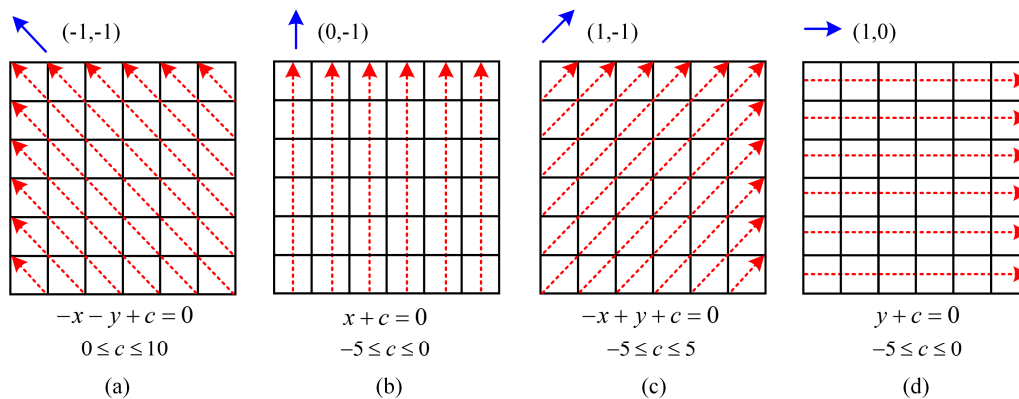 (-1,-1)
(0,-1)
(1,-1)
(1,0)
−x − y + c = 0
0 ≤ c ≤ 10
(a)
x + c = 0
−5 ≤ c ≤ 0
(b)
−x + y + c = 0
−5 ≤ c ≤ 5
(c)
y + c = 0
−5 ≤ c ≤ 0
(d)